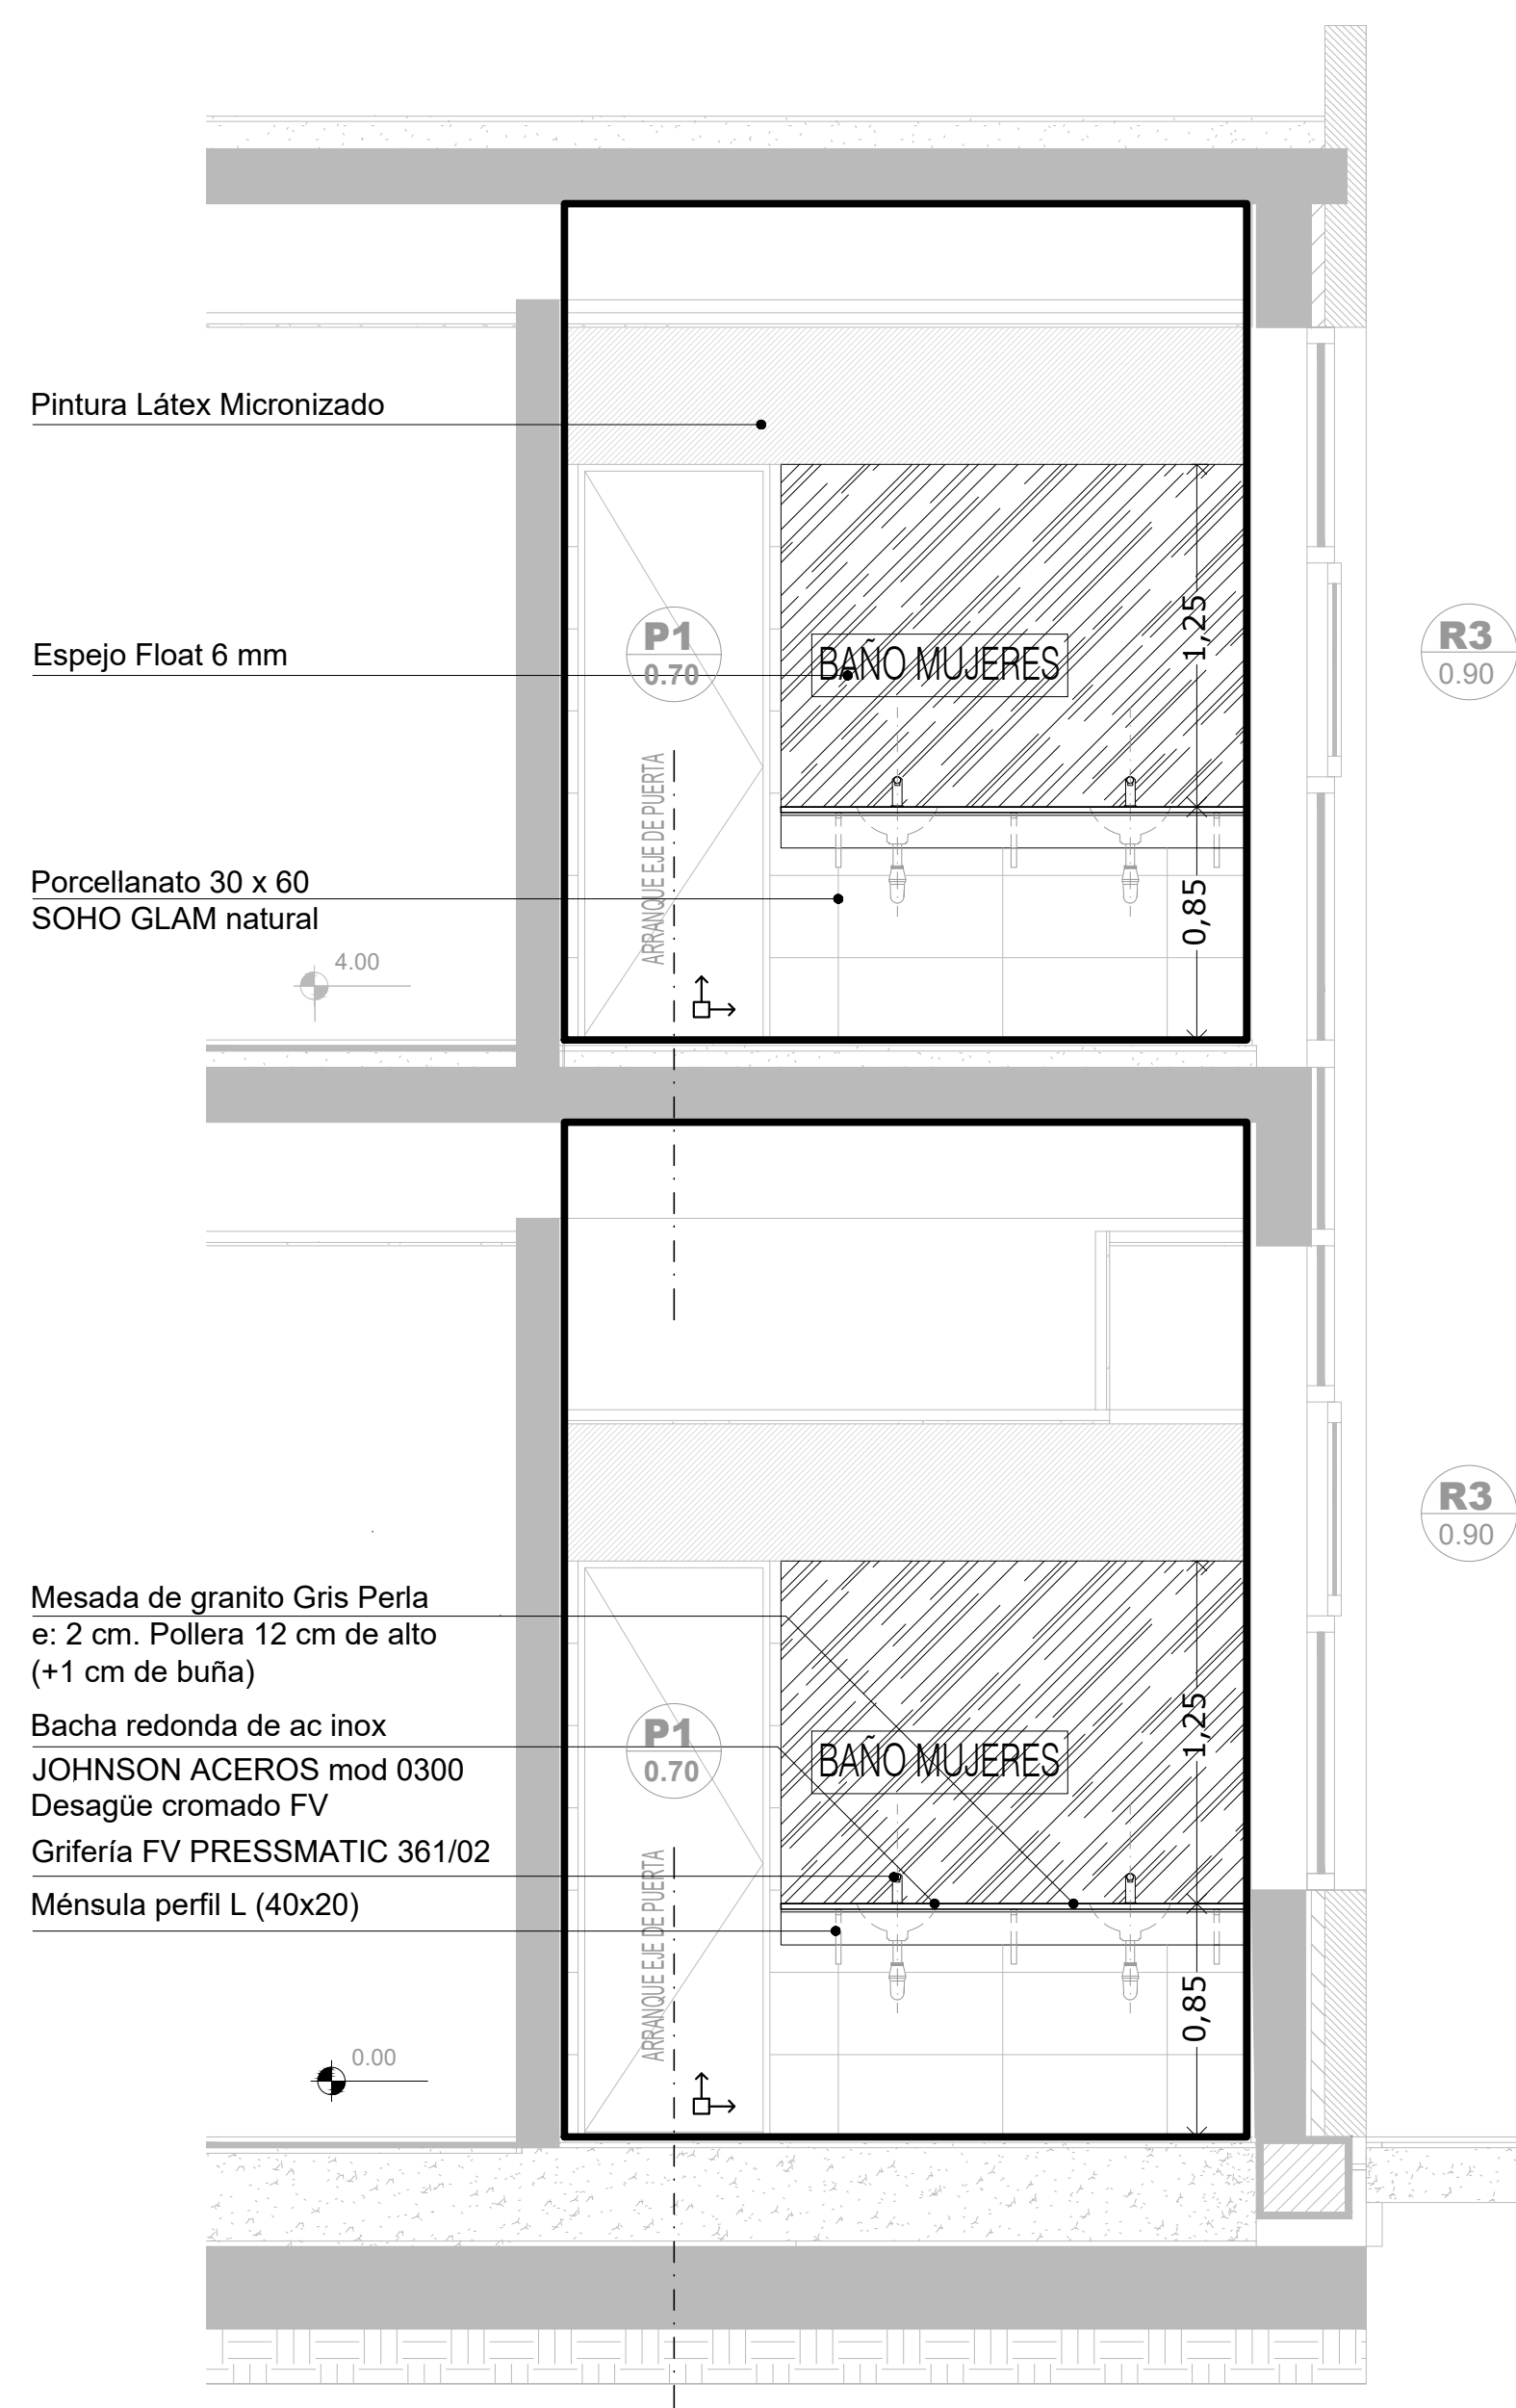 Pintura Látex Micronizado
Espejo Float 6 mm
P1
0.70
BAÑO MUJERES
1,25
R3
0.90
ARRANQUE EJE DE PUERTA
Porcellanato 30 x 60
SOHO GLAM natural
0,85
4.00
R3
0.90
Mesada de granito Gris Perla
e: 2 cm. Pollera 12 cm de alto
(+1 cm de buña)
Bacha redonda de ac inox
JOHNSON ACEROS mod 0300
Desagüe cromado FV
Grifería FV PRESSMATIC 361/02
Ménsula perfil L (40x20)
P1
0.70
BAÑO MUJERES
1,25
ARRANQUE EJE DE PUERTA
0,85
0.00